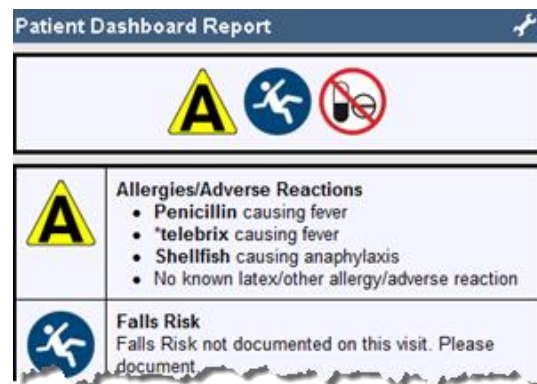 Patient Dashboard Report
A
A
Allergies/Adverse Reactions
• Penicillin causing fever
• *telebrix causing fever
• Shellfish causing anaphylaxis
• No known latex/other allergy/adverse reaction
Falls Risk
Falls Risk not documented on this visit. Please
document.